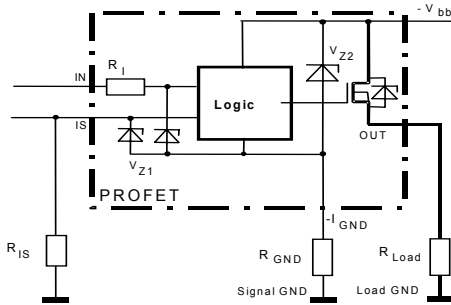 - V bb
V Z2
R I
IN
Logic
IS
OUT
V Z1
PROFET
-I GND
R IS
R GND
R Load
Signal GND
Load GND